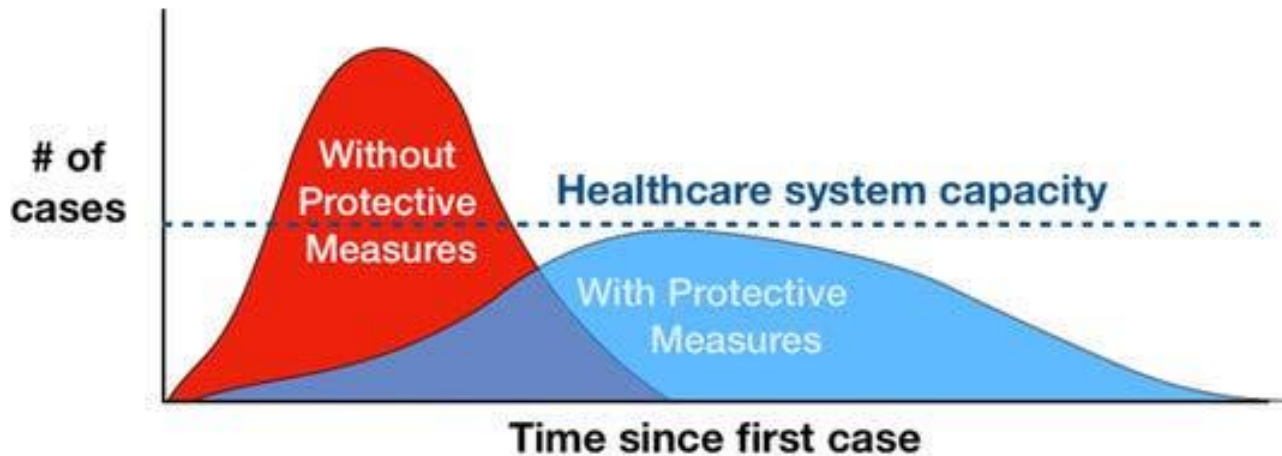 # of
cases
Without
Protective
Measures
Healthcare system capacity
With Protective
Measures
Time since first case